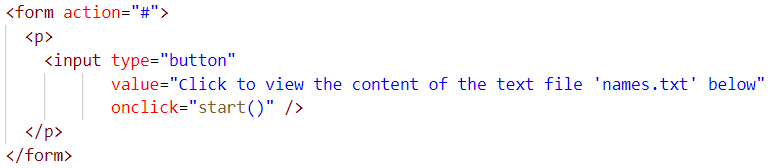 <form action="#">
<p>
<input type="button"
value="Click to view the content of the text file 'names.txt' below"
onclick="start()" />
</p>
</form>